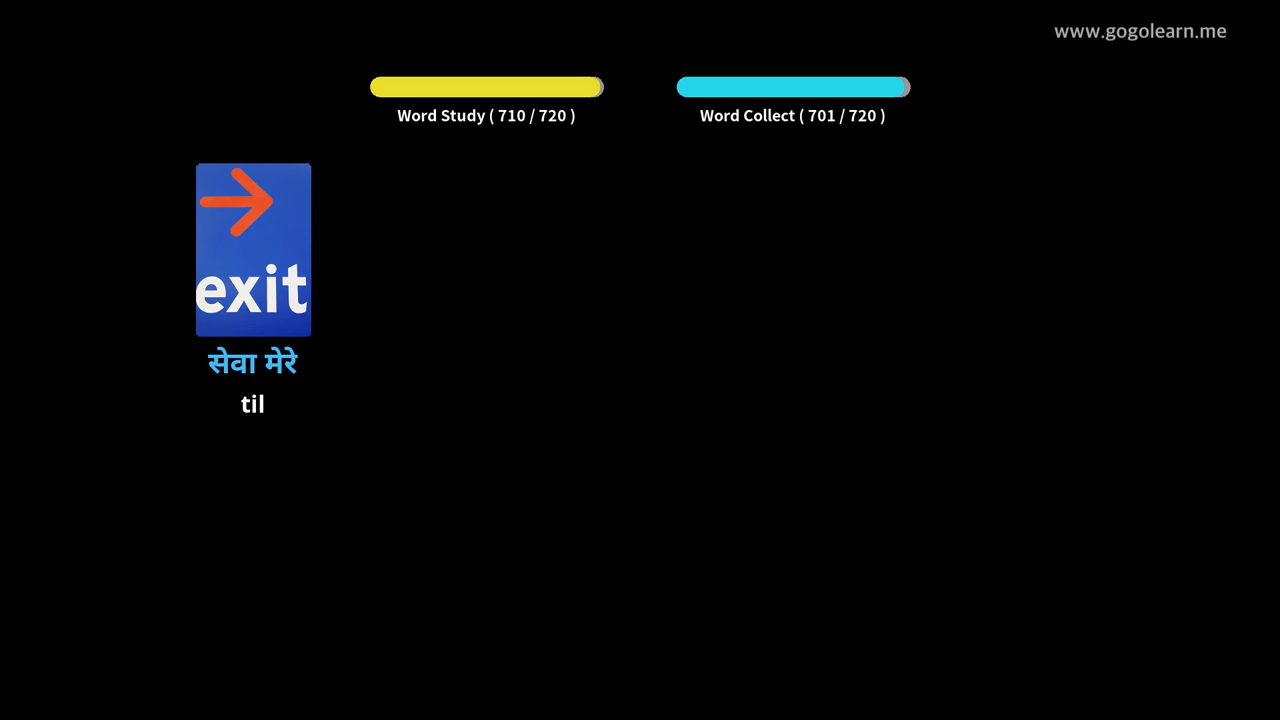 www.gogolearn.me
Word Study ( 710 / 720 )
Word Collect ( 701 / 720 )
exit
सेवा मेरे
til